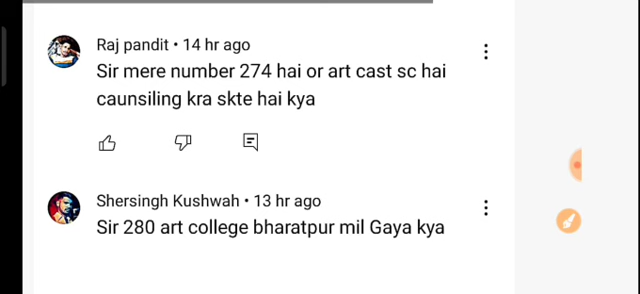 Raj pandit • 14 hr ago
Sir mere number 274 hai or art cast sc hai
caunsiling kra skte hai kya
Shersingh Kushwah • 13 hr ago
Sir 280 art college bharatpur mil Gaya kya